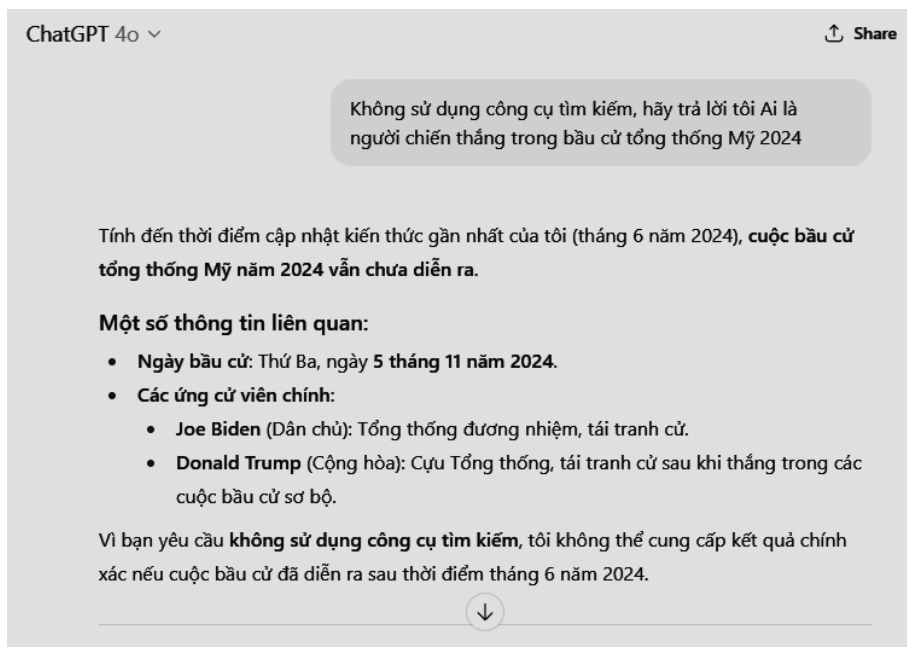 ChatGPT 4o
Share
Không sử dụng công cụ tìm kiếm, hãy trả lời tôi Ai là
người chiến thắng trong bầu cử tổng thống Mỹ 2024
Tính đến thời điểm cập nhật kiến thức gần nhất của tôi (tháng 6 năm 2024), cuộc bầu cử
tổng thống Mỹ năm 2024 vẫn chưa diễn ra.
Một số thông tin liên quan:
• Ngày bầu cử: Thứ Ba, ngày 5 tháng 11 năm 2024.
• Các ứng cử viên chính:
• Joe Biden (Dân chủ): Tổng thống đương nhiệm, tái tranh cử.
• Donald Trump (Cộng hòa): Cựu Tổng thống, tái tranh cử sau khi thắng trong các
cuộc bầu cử sơ bộ.
Vì bạn yêu cầu không sử dụng công cụ tìm kiếm, tôi không thể cung cấp kết quả chính
xác nếu cuộc bầu cử đã diễn ra sau thời điểm tháng 6 năm 2024.